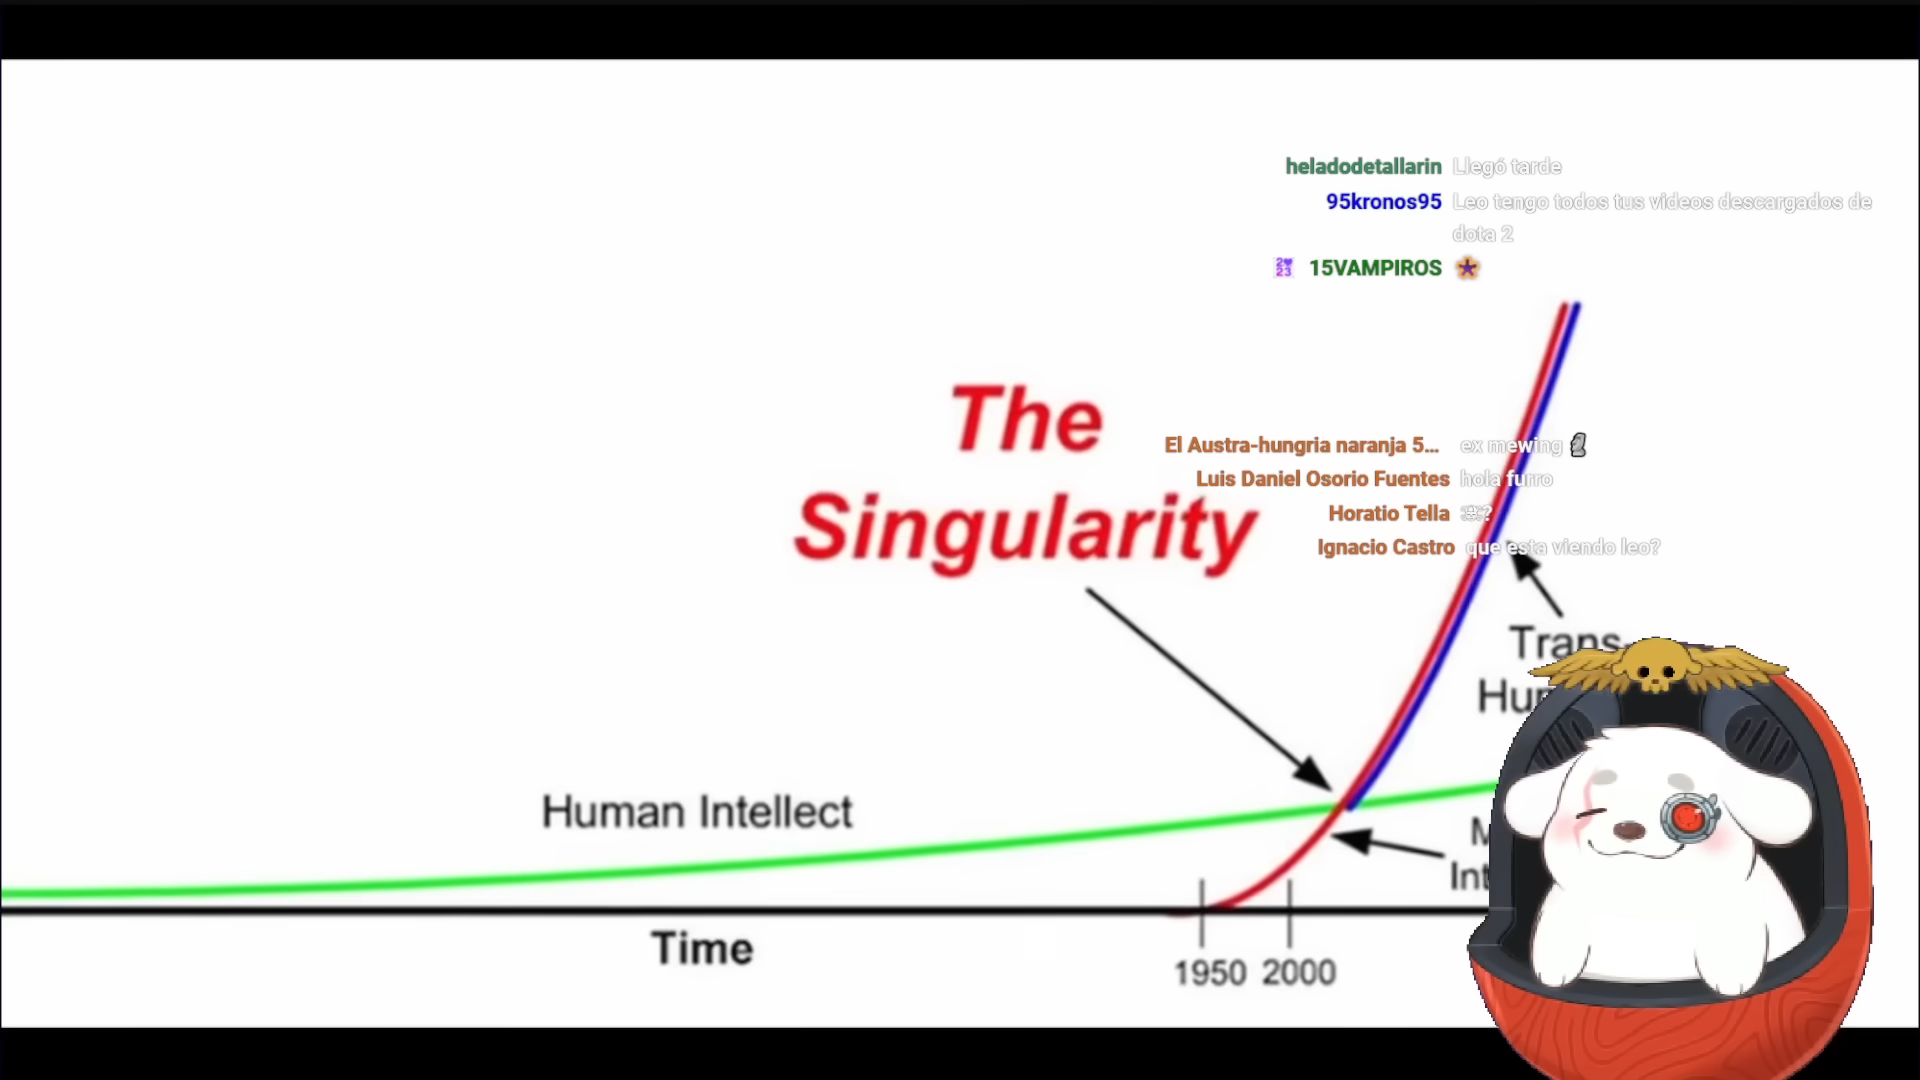 heladodetallarin Llegó tarde
95kronos95 Leo tengo todos tus videos descargados de
dota 2
15VAMPIROS
The
Singularity
El Austra-hungria naranja 5... ex mewing
Luis Daniel Osorio Fuentes hola furro
Horatio Tella ?
Ignacio Castro que esta viendo leo?
Trans-
Human Intellect
Time
1950 2000